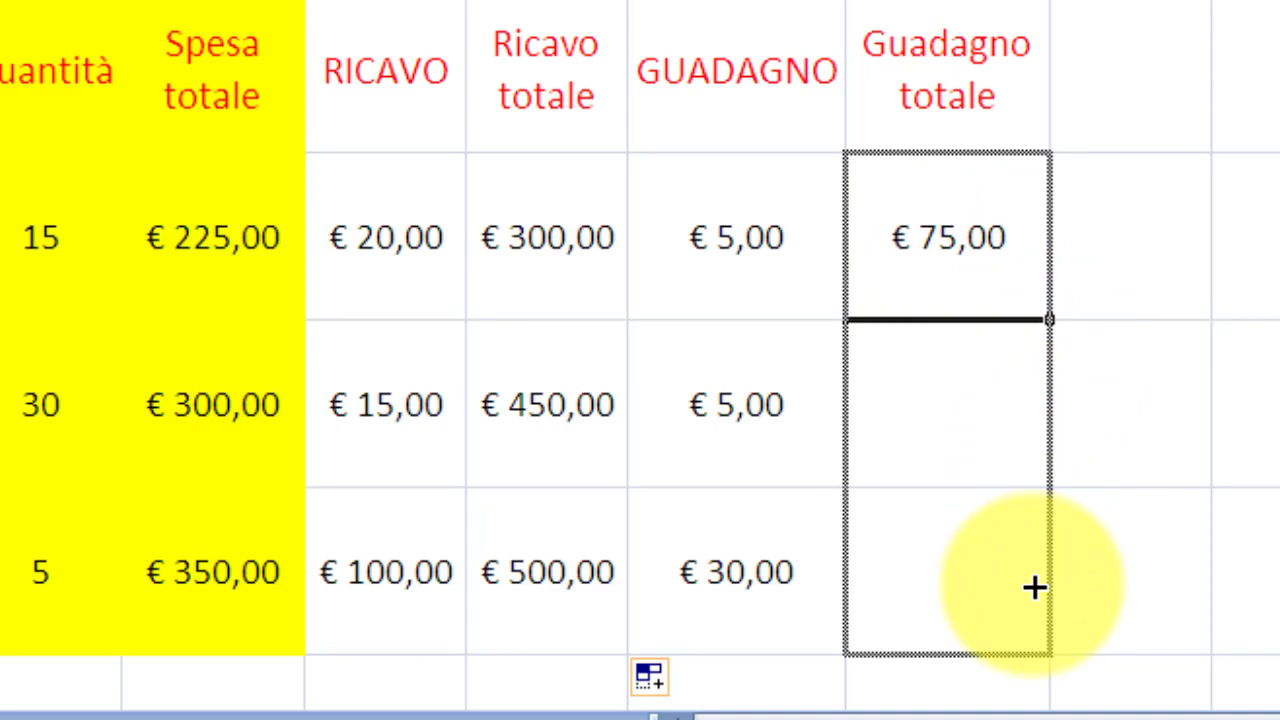 uantità Spesa totale RICAVO Ricavo totale GUADAGNO Guadagno totale
15 € 225,00 € 20,00 € 300,00 € 5,00 € 75,00
30 € 300,00 € 15,00 € 450,00 € 5,00
5 € 350,00 € 100,00 € 500,00 € 30,00